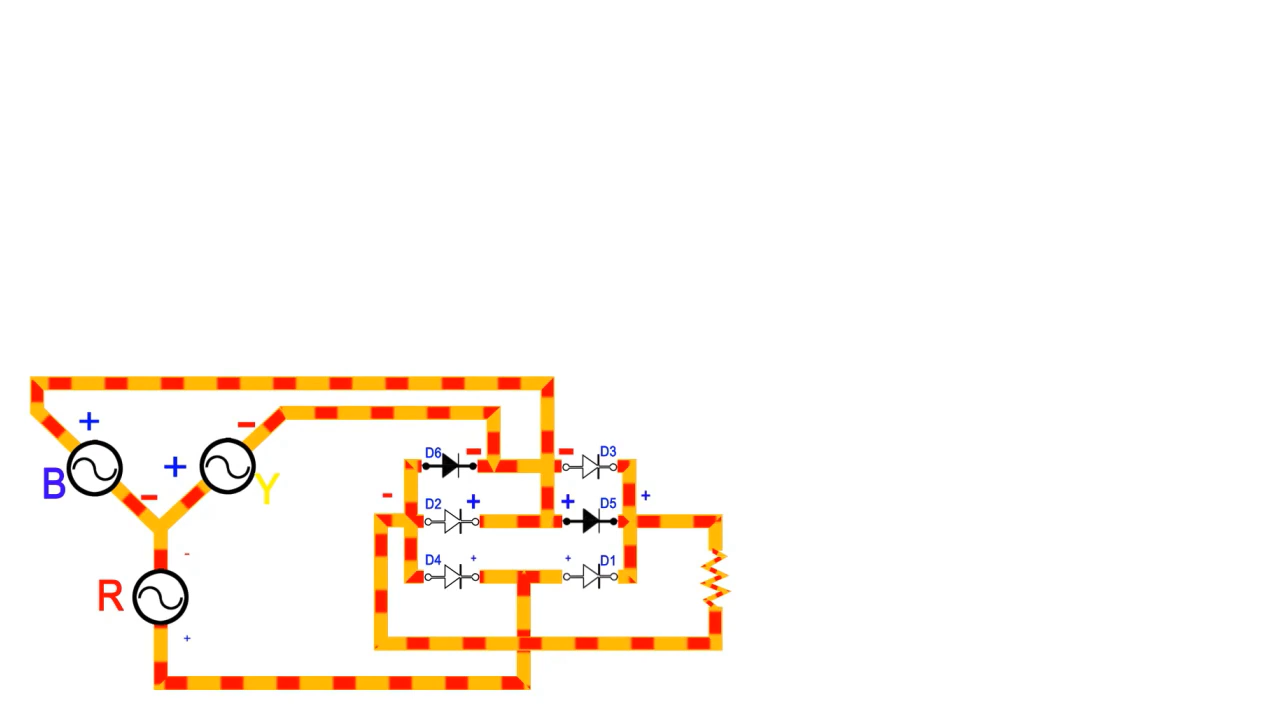 +
-
+
B
Y
-
-
R
+
D6
-
-
D3
-
D2
+
+
D5
+
D4
+
+
D1